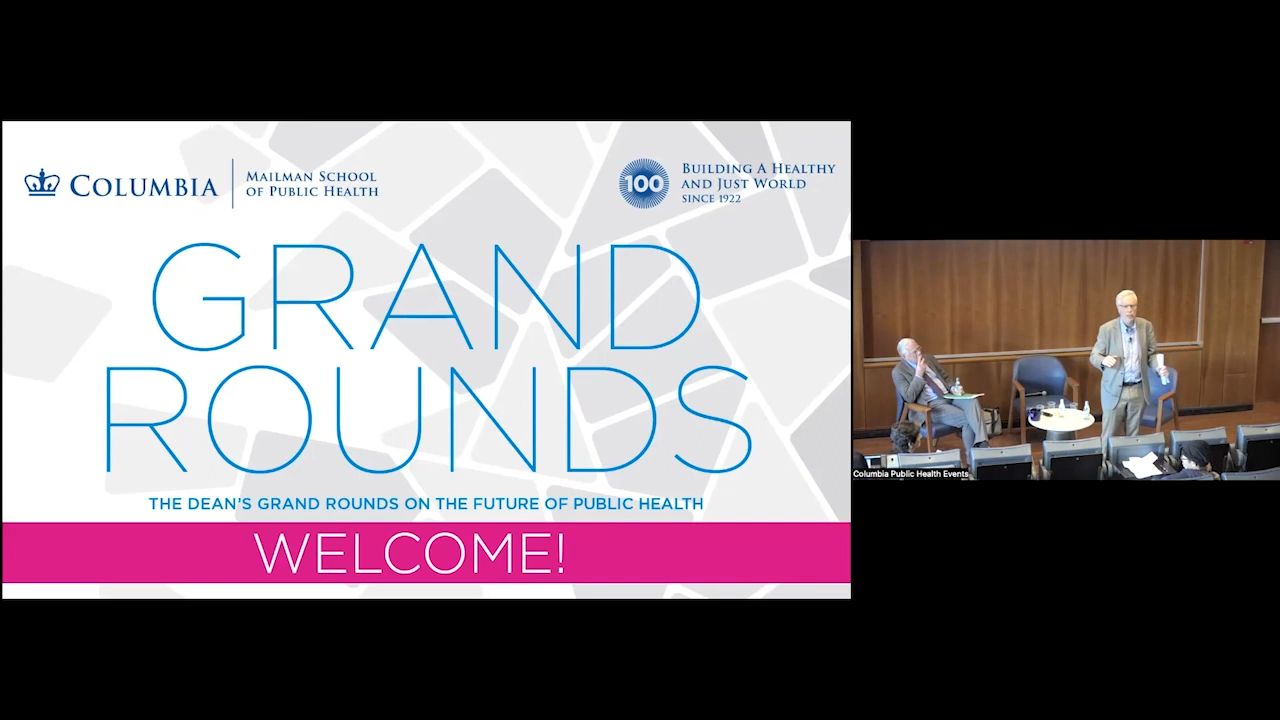 COLUMBIA
MAILMAN SCHOOL
OF PUBLIC HEALTH
100
BUILDING A HEALTHY
AND JUST WORLD
SINCE 1922
GRAND
ROUNDS
THE DEAN'S GRAND ROUNDS ON THE FUTURE OF PUBLIC HEALTH
WELCOME!
Columbia Public Health Events